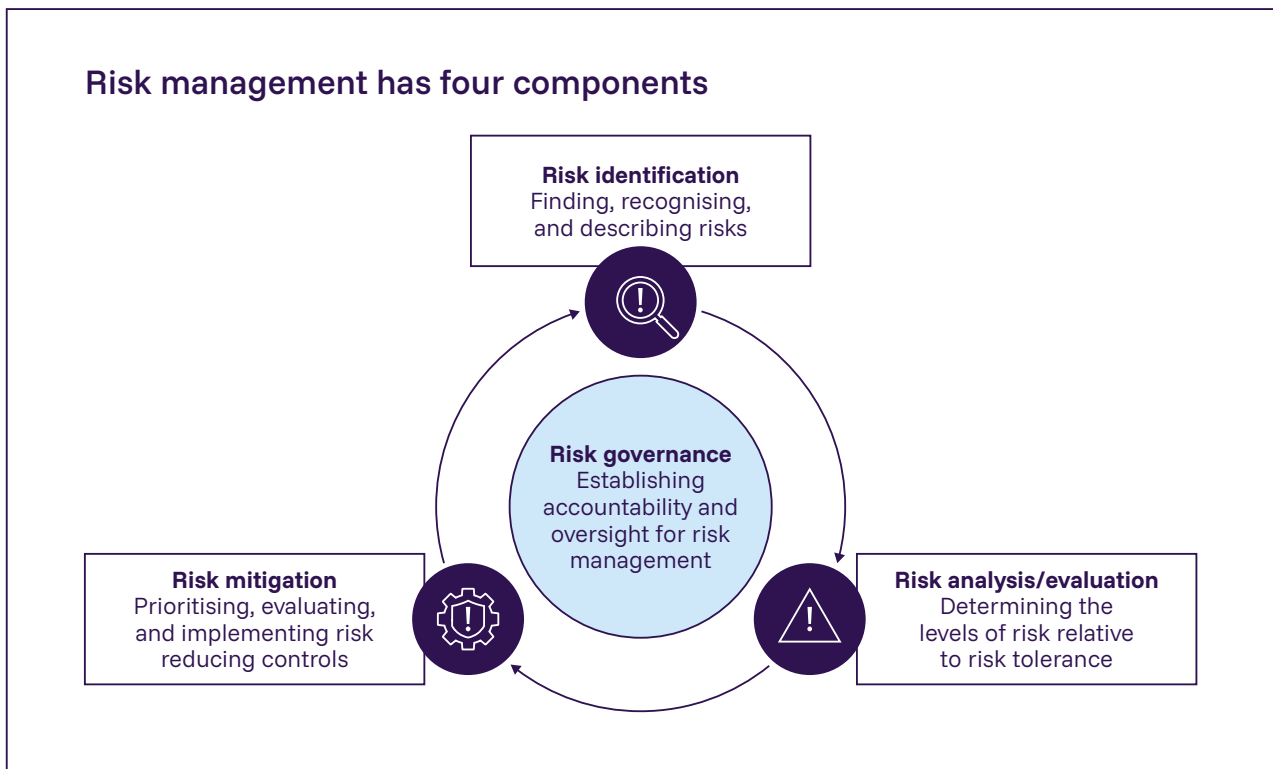 Risk management has four components
Risk identification
Finding, recognising,
and describing risks
Risk governance
Establishing
accountability and
oversight for risk
management
Risk mitigation
Prioritising, evaluating,
and implementing risk
reducing controls
Risk analysis/evaluation
Determining the
levels of risk relative
to risk tolerance